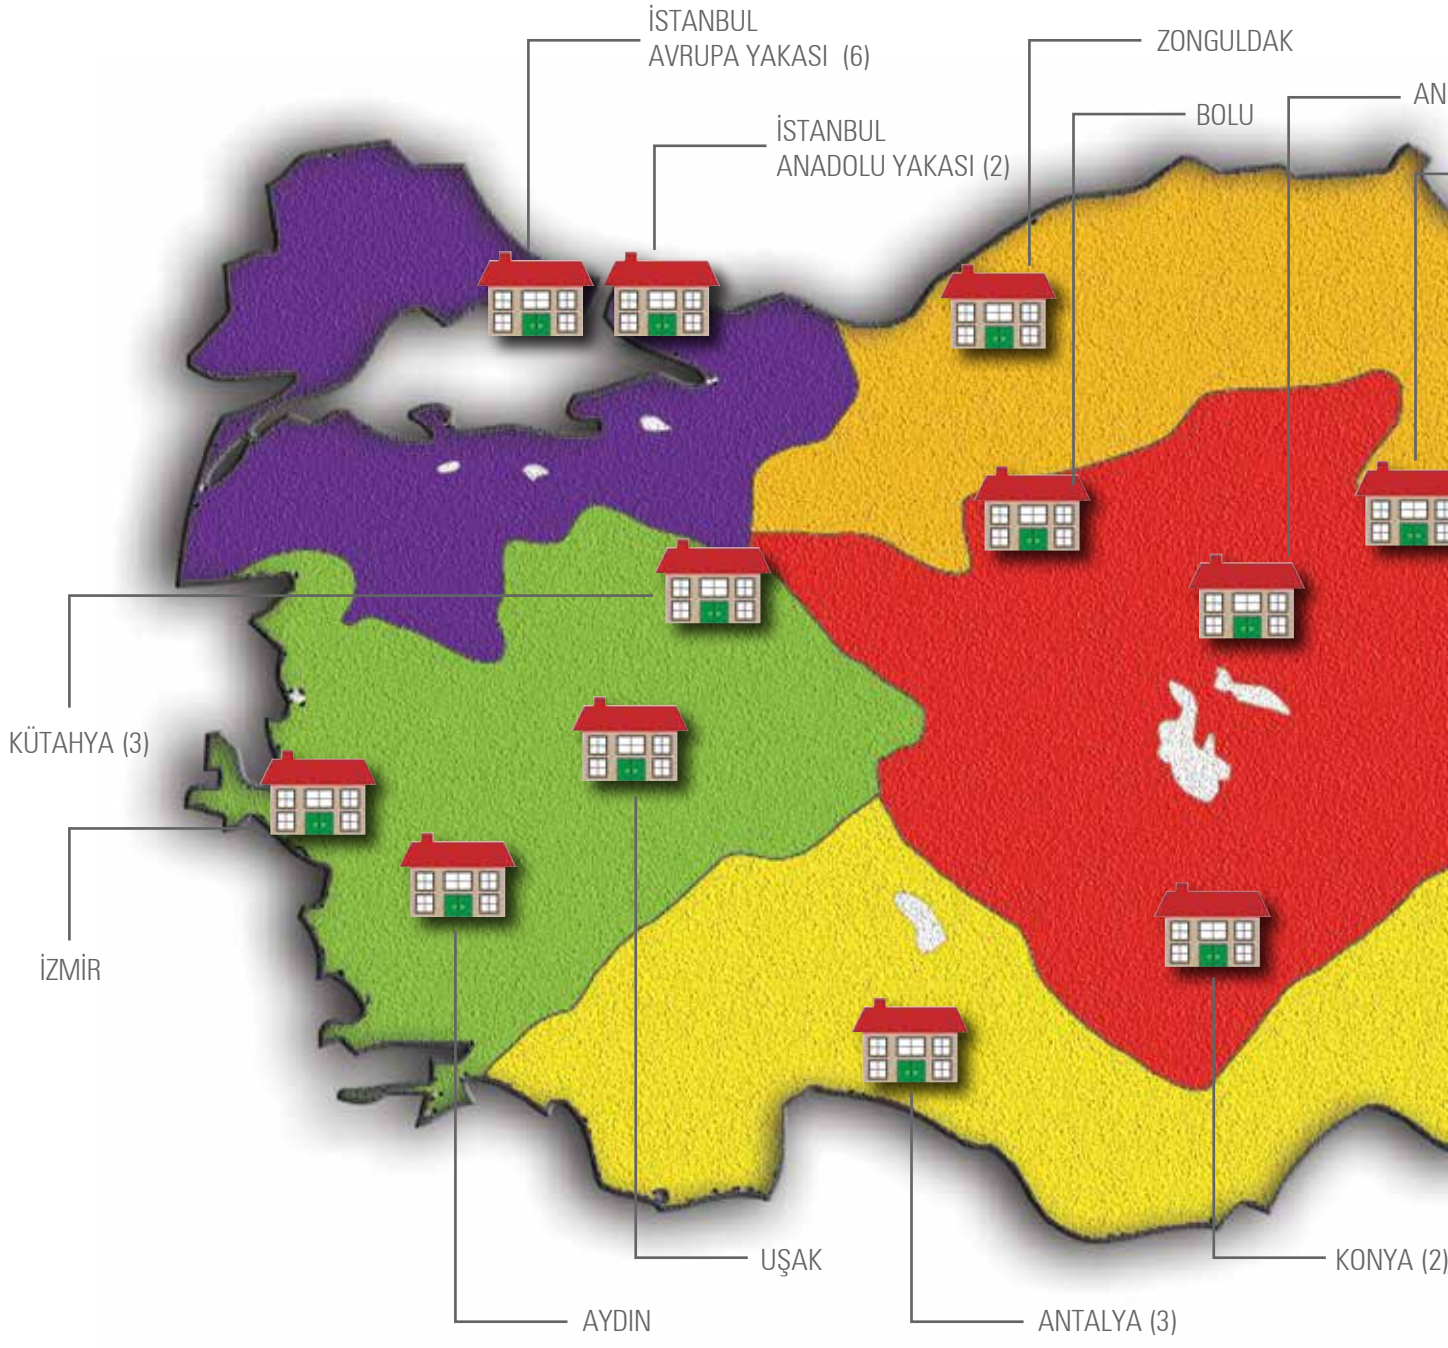 İSTANBUL
AVRUPA YAKASI (6)
ZONGULDAK
AN
BOLU
İSTANBUL
ANADOLU YAKASI (2)
KÜTAHYA (3)
İZMİR
UŞAK
KONYA (2)
AYDIN
ANTALYA (3)